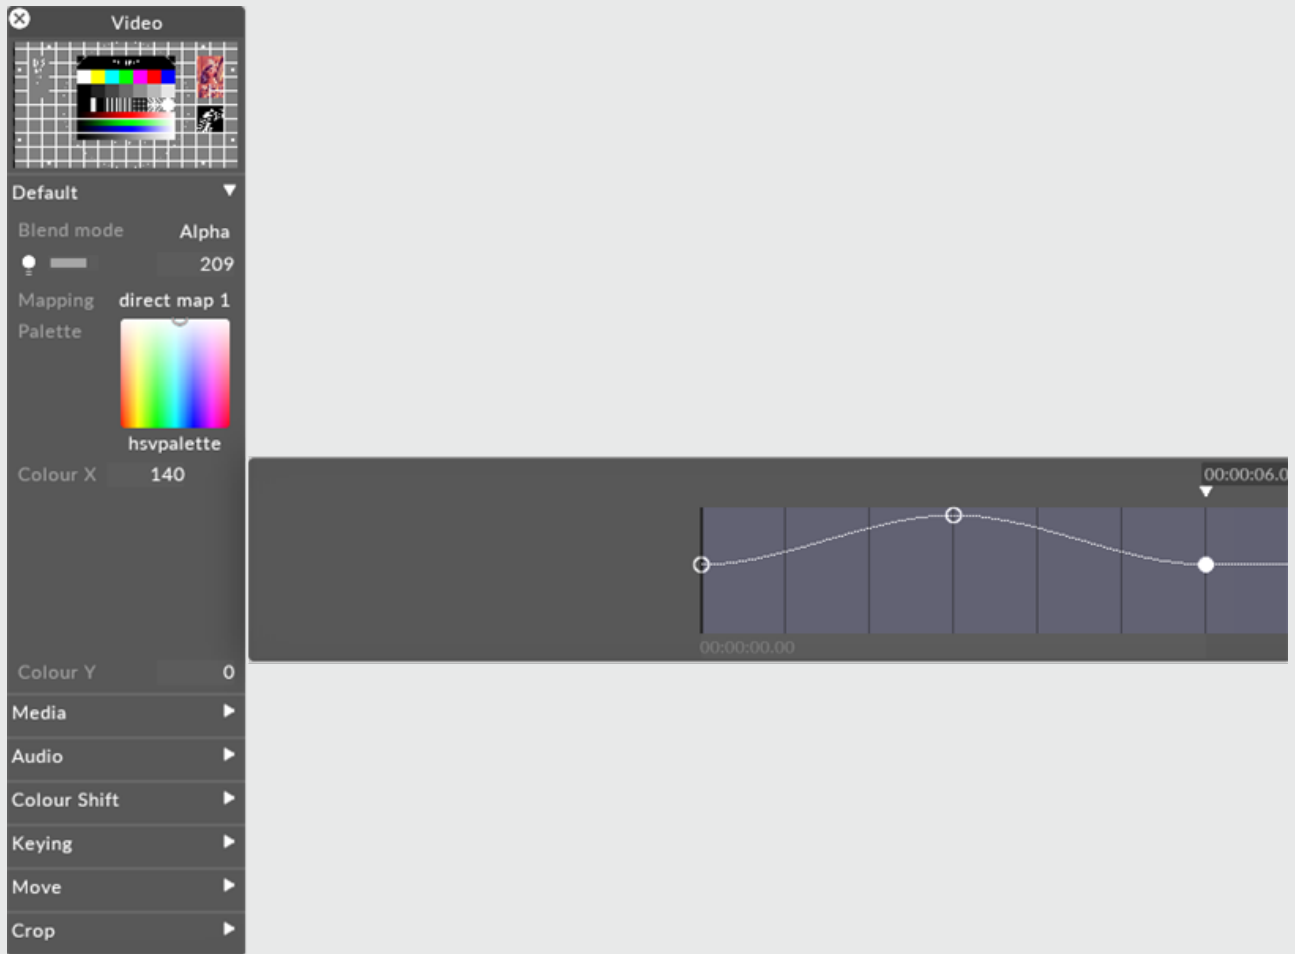 Video
Default
Blend mode Alpha
209
Mapping direct map 1
Palette
hsvpalette
Colour X 140
00:00:06.0
00:00:00.00
Colour Y 0
Media
Audio
Colour Shift
Keying
Move
Crop